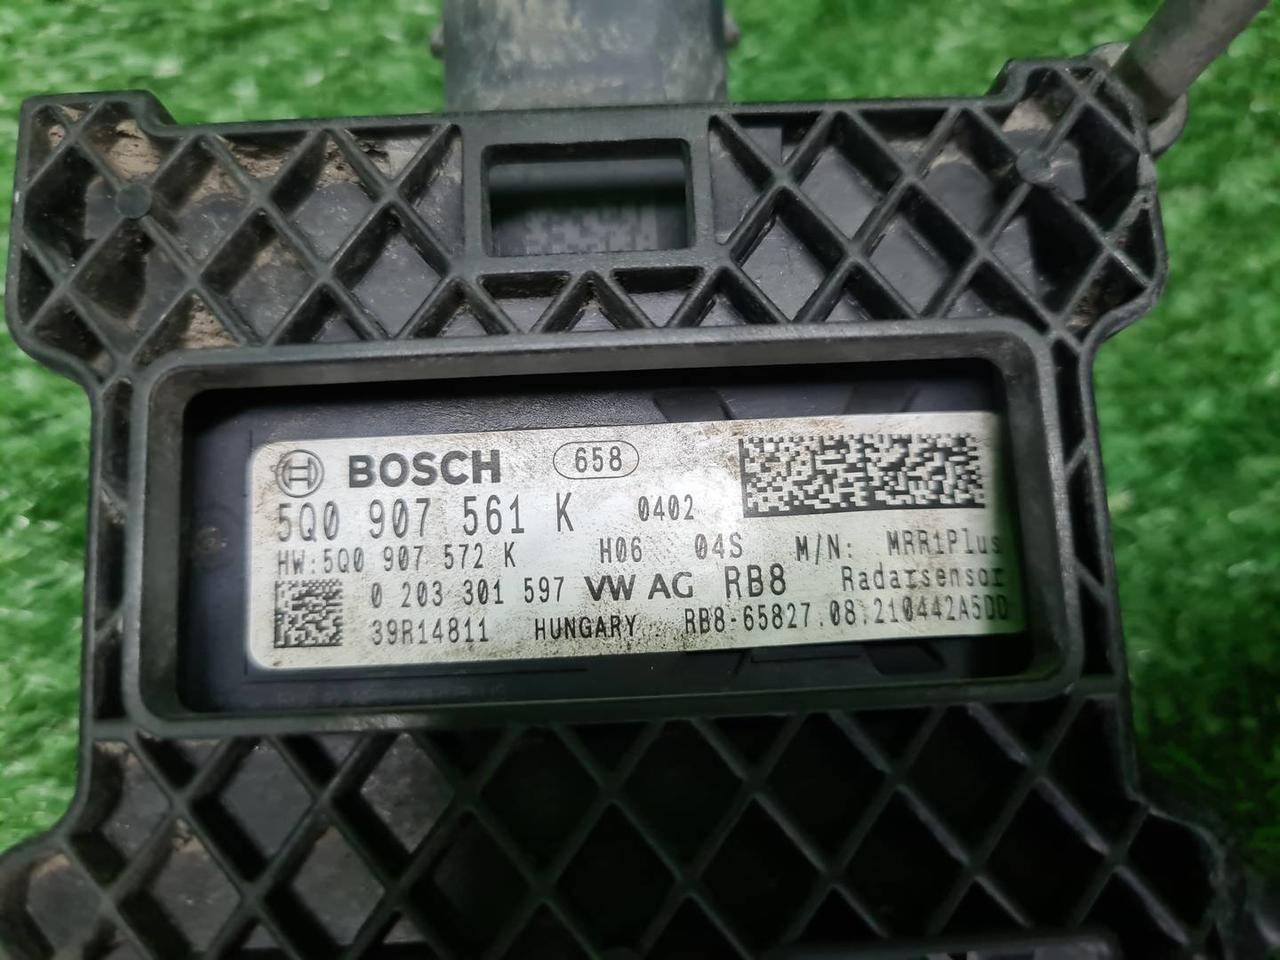 BOSCH 658
5Q0 907 561 K 0402
HW:5Q0 907 572 K H06 04S M/N: MRR1Plus
0 203 301 597 VW AG RB8 Radarsensor
39R14811 HUNGARY RB8-65827.08.210442A5DD